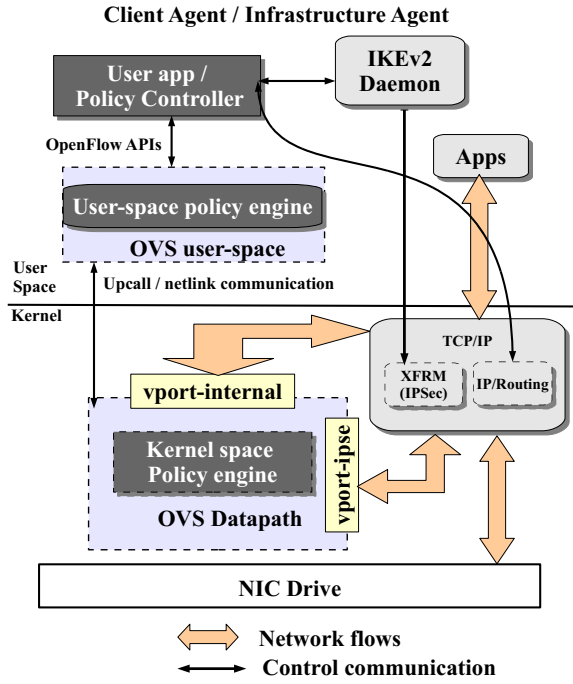 Client Agent / Infrastructure Agent
User app /
Policy Controller
IKEv2
Daemon
OpenFlow APIs
Apps
User-space policy engine
OVS user-space
User
Space
Upcall / netlink communication
Kernel
TCP/IP
XFRM
(IPSec)
IP/Routing
vport-internal
Kernel space
Policy engine
vport-ipse
OVS Datapath
NIC Drive
Network flows
Control communication